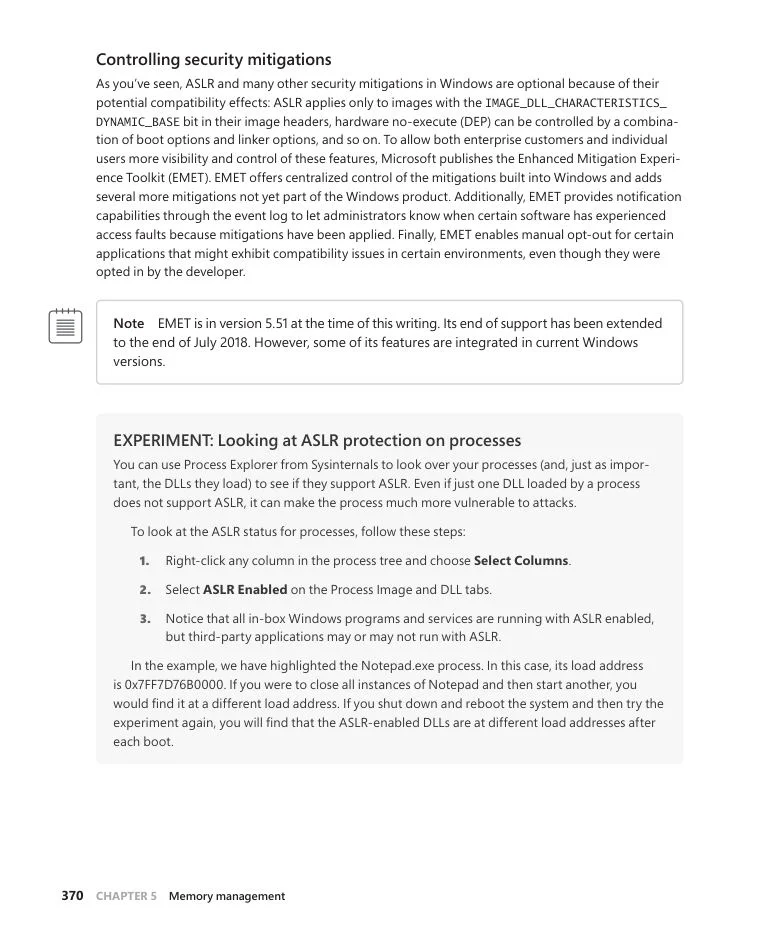 Controlling security mitigations
As you’ve seen, ASLR and many other security mitigations in Windows are optional because of their
potential compatibility effects: ASLR applies only to images with the IMAGE_DLL_CHARACTERISTICS_
DYNAMIC_BASE bit in their image headers, hardware no-execute (DEP) can be controlled by a combina-
tion of boot options and linker options, and so on. To allow both enterprise customers and individual
users more visibility and control of these features, Microsoft publishes the Enhanced Mitigation Experi-
ence Toolkit (EMET). EMET offers centralized control of the mitigations built into Windows and adds
several more mitigations not yet part of the Windows product. Additionally, EMET provides notification
capabilities through the event log to let administrators know when certain software has experienced
access faults because mitigations have been applied. Finally, EMET enables manual opt-out for certain
applications that might exhibit compatibility issues in certain environments, even though they were
opted in by the developer.
Note EMET is in version 5.51 at the time of this writing. Its end of support has been extended
to the end of July 2018. However, some of its features are integrated in current Windows
versions.
EXPERIMENT: Looking at ASLR protection on processes
You can use Process Explorer from Sysinternals to look over your processes (and, just as impor-
tant, the DLLs they load) to see if they support ASLR. Even if just one DLL loaded by a process
does not support ASLR, it can make the process much more vulnerable to attacks.
To look at the ASLR status for processes, follow these steps:
1. Right-click any column in the process tree and choose Select Columns.
2. Select ASLR Enabled on the Process Image and DLL tabs.
3. Notice that all in-box Windows programs and services are running with ASLR enabled,
but third-party applications may or may not run with ASLR.
In the example, we have highlighted the Notepad.exe process. In this case, its load address
is 0x7FF7D76B0000. If you were to close all instances of Notepad and then start another, you
would find it at a different load address. If you shut down and reboot the system and then try the
experiment again, you will find that the ASLR-enabled DLLs are at different load addresses after
each boot.
370 CHAPTER 5 Memory management